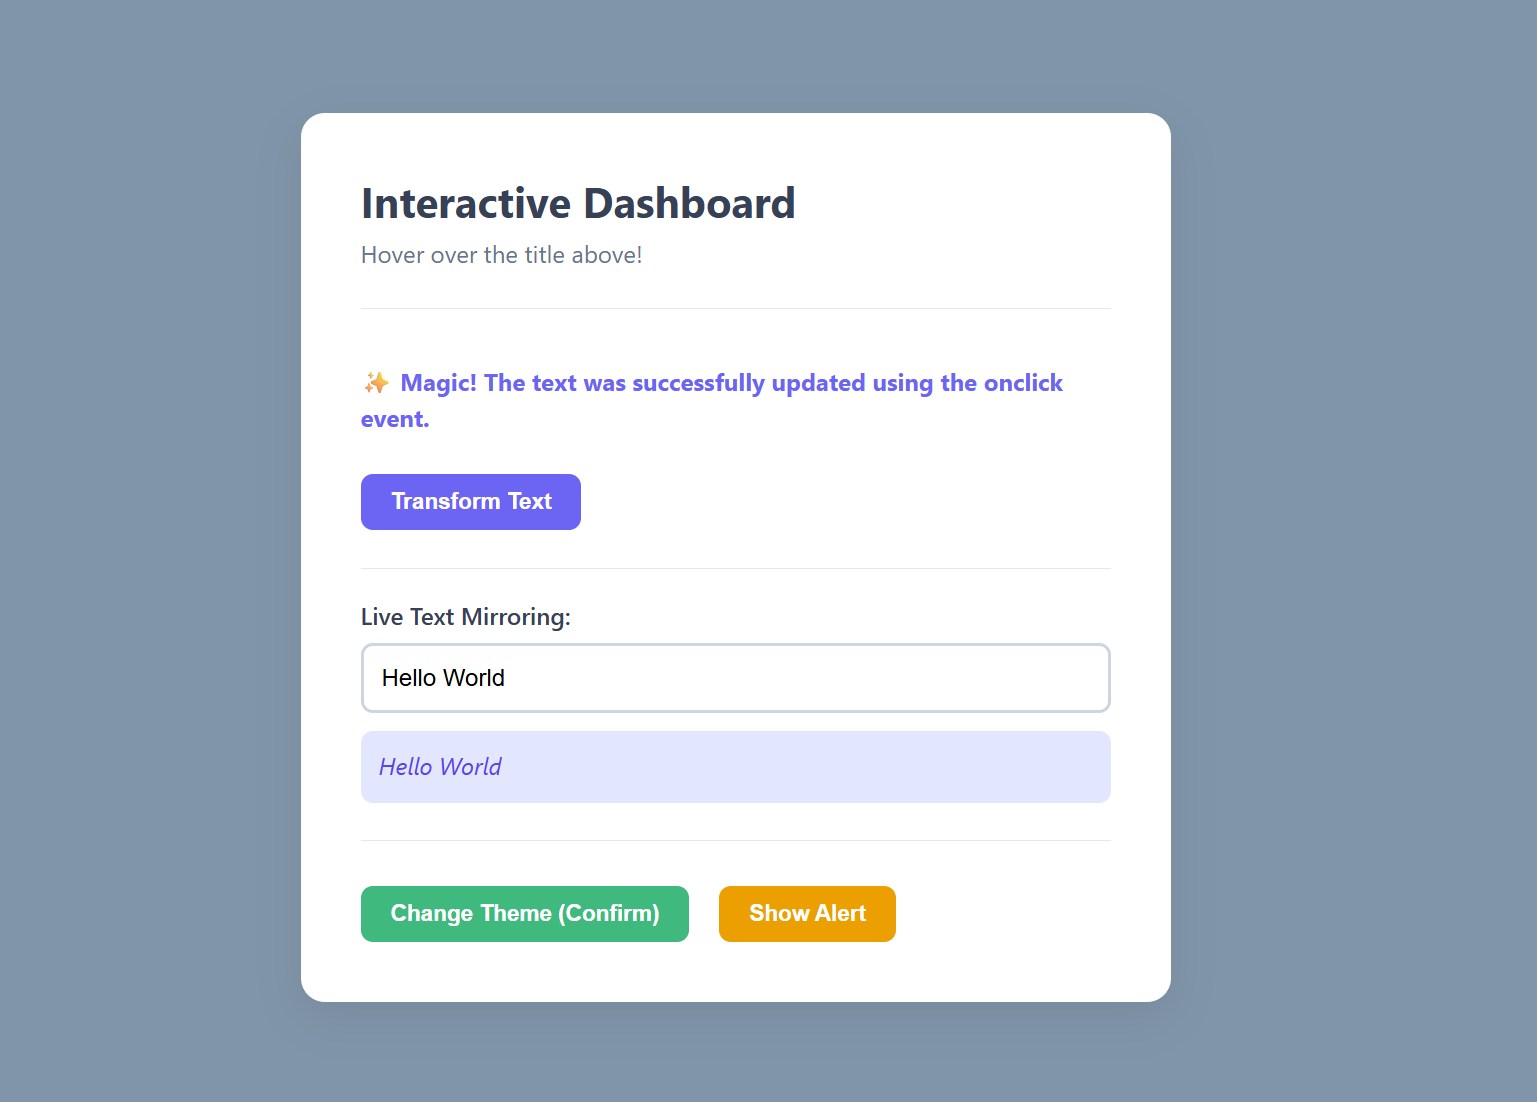 Interactive Dashboard
Hover over the title above!
✨ Magic! The text was successfully updated using the onclick
event.
Transform Text
Live Text Mirroring:
Hello World
Hello World
Change Theme (Confirm)
Show Alert